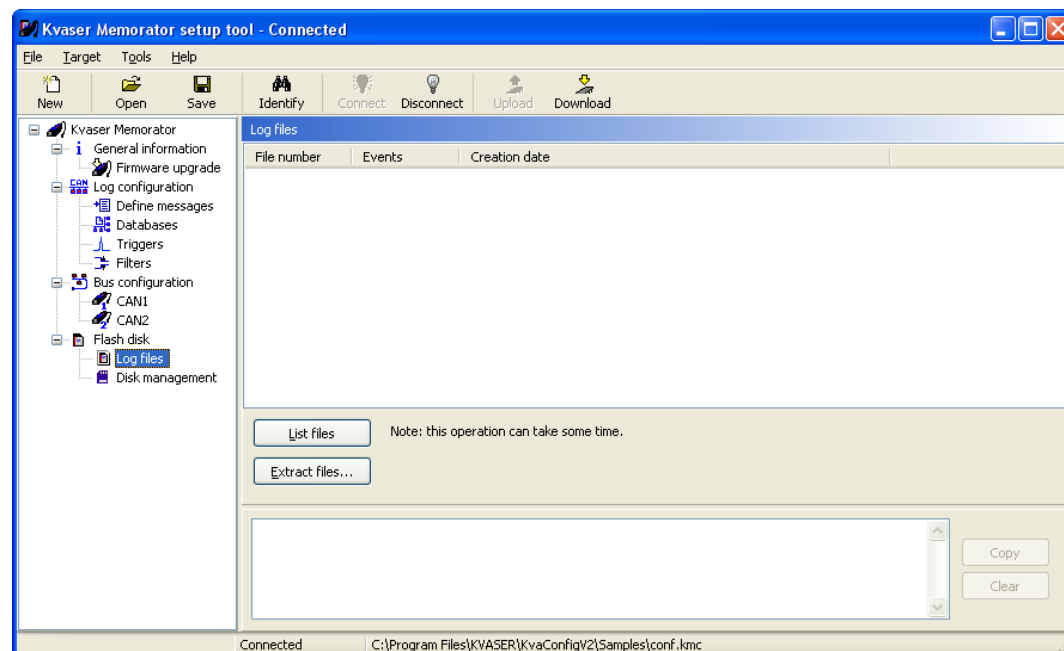 Kvaser Memorator setup tool - Connected
File Target Tools Help
New Open Save Identify Connect Disconnect Upload Download
Kvaser Memorator
General information
Firmware upgrade
CAN Log configuration
Define messages
Databases
Triggers
Filters
Bus configuration
1 CAN1
2 CAN2
Flash disk
Log files
Disk management
Log files
File number Events Creation date
List files Note: this operation can take some time.
Extract files...
Copy
Clear
Connected C:\Program Files\KVASER\KvaConfigV2\Samples\conf.kmc